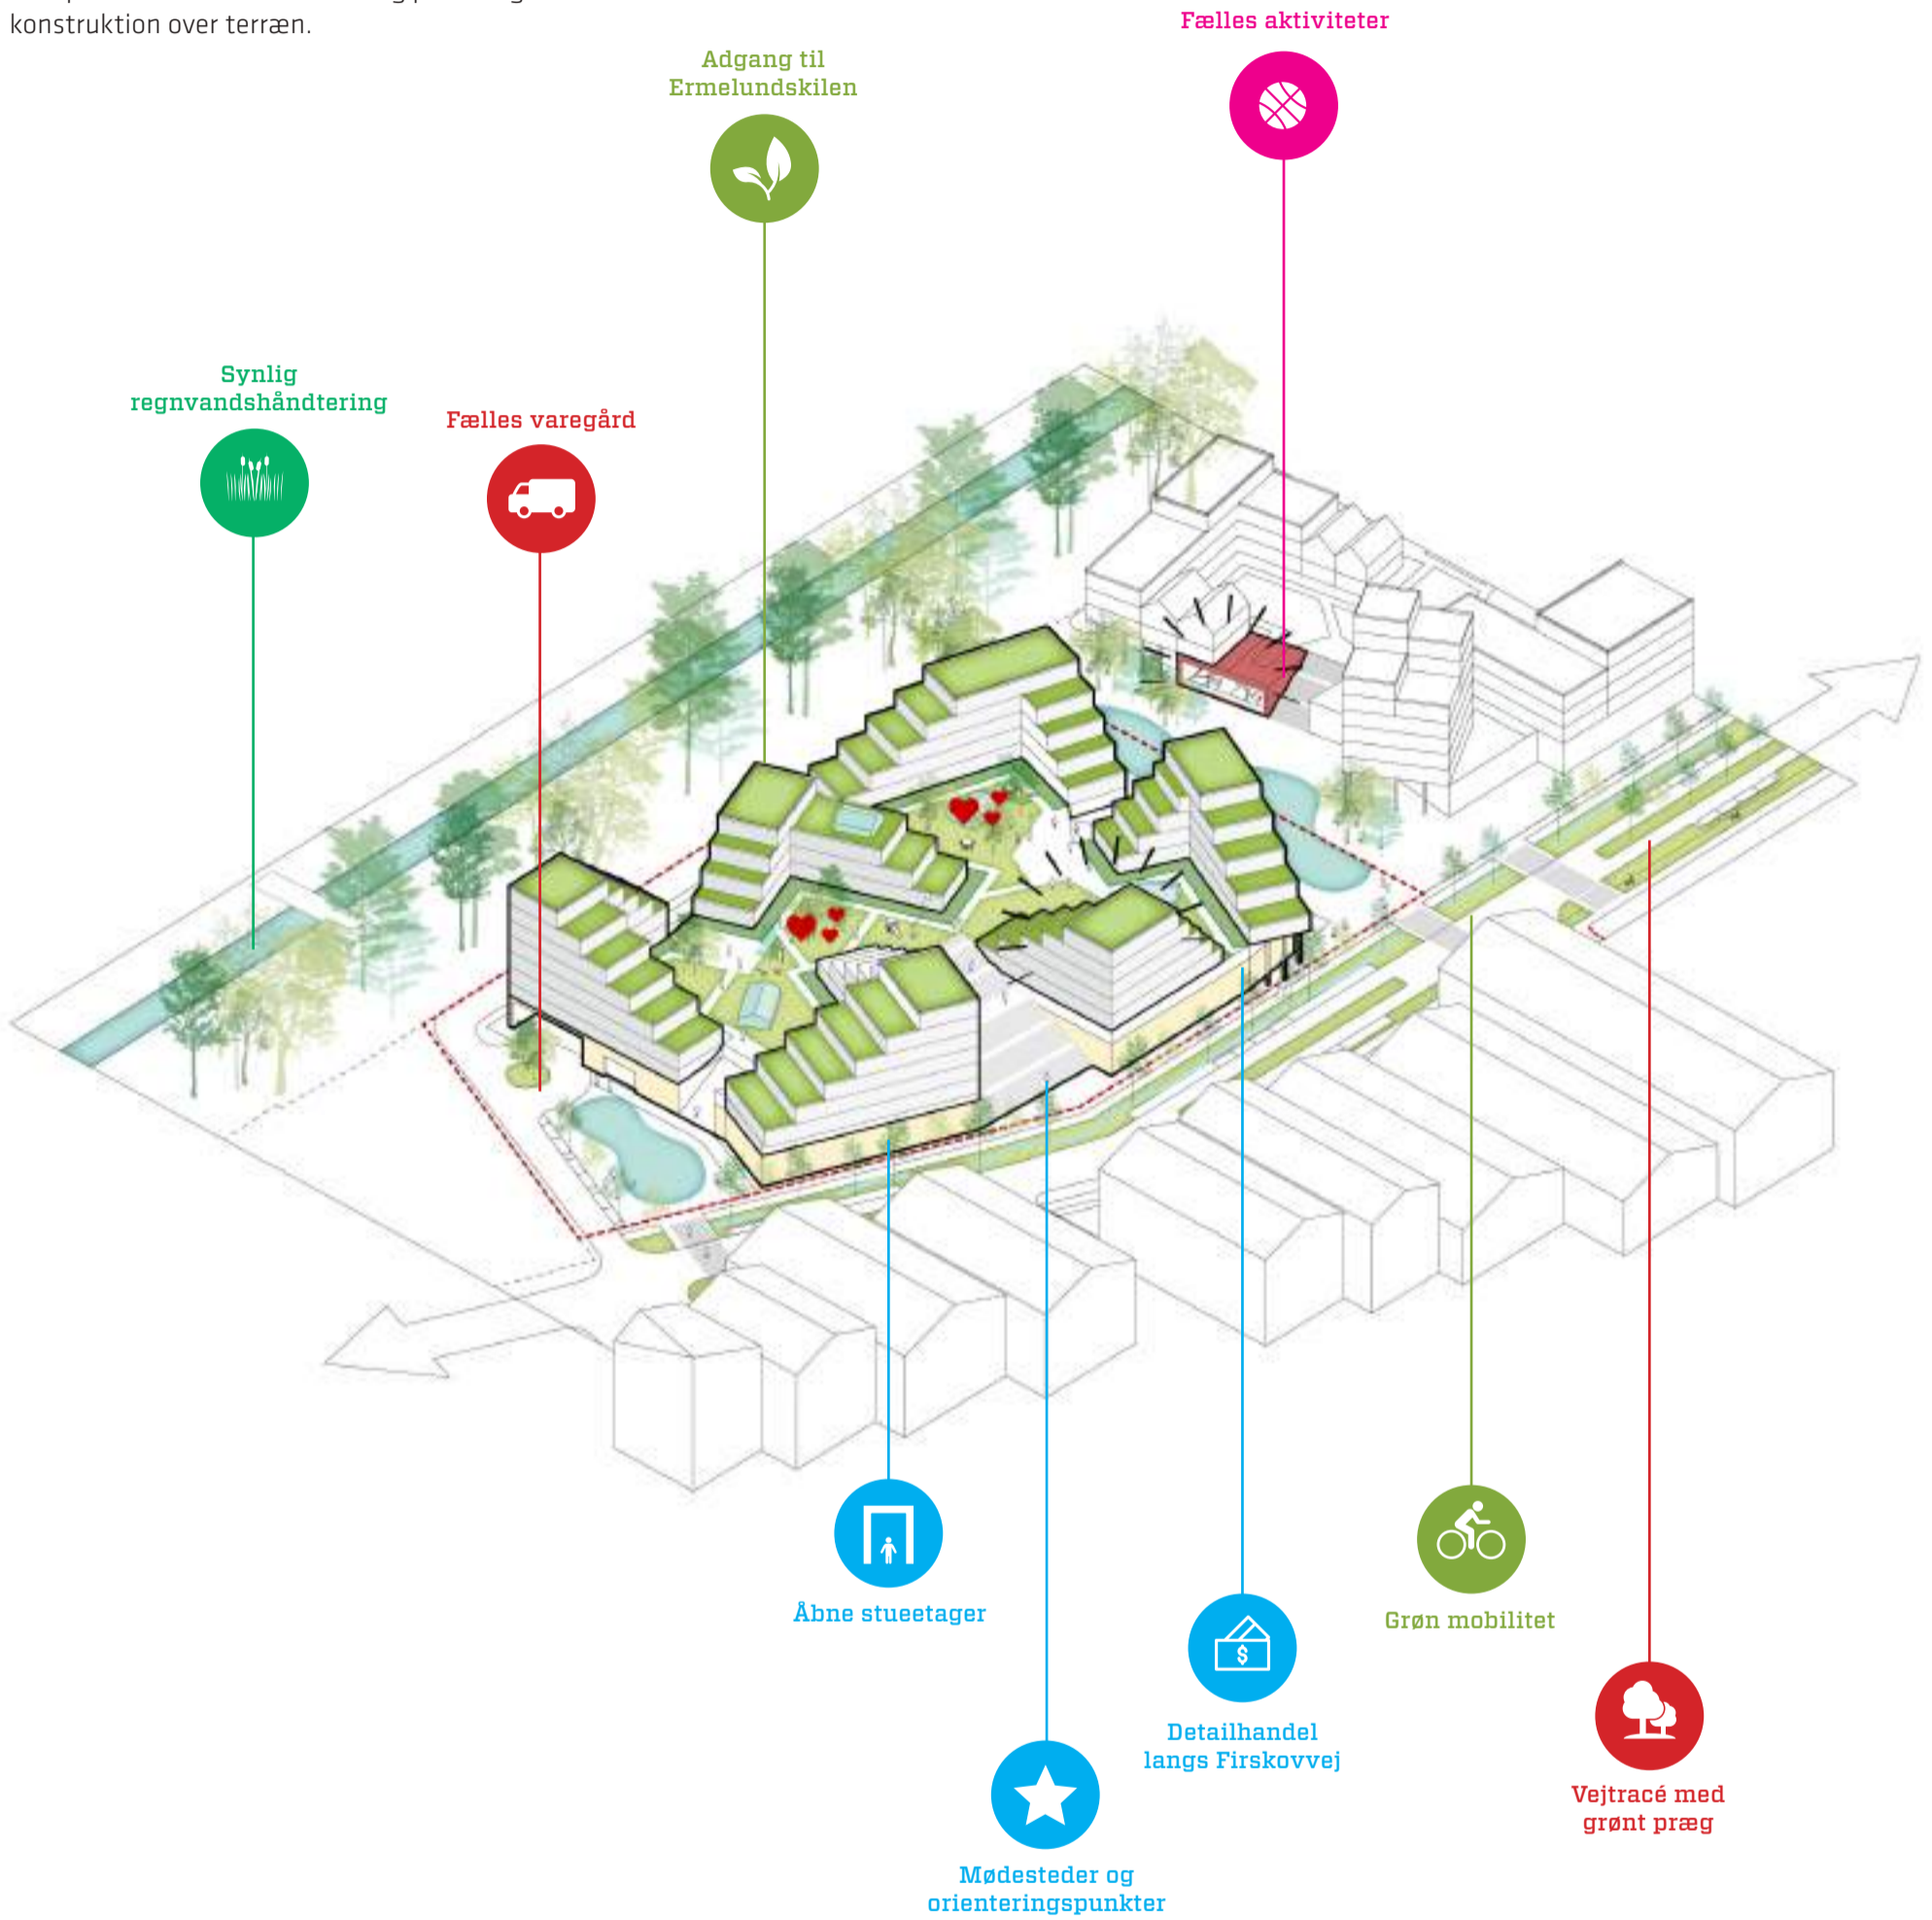 konstruktion over terræn.
Fælles aktiviteter
Adgang til
Ermelundskilen
Synlig
regnvandshåndtering
Fælles varegård
Åbne stueetager
Grøn mobilitet
$
Detailhandel
langs Firskovvej
Vejtracé med
grønt præg
Mødesteder og
orienteringspunkter